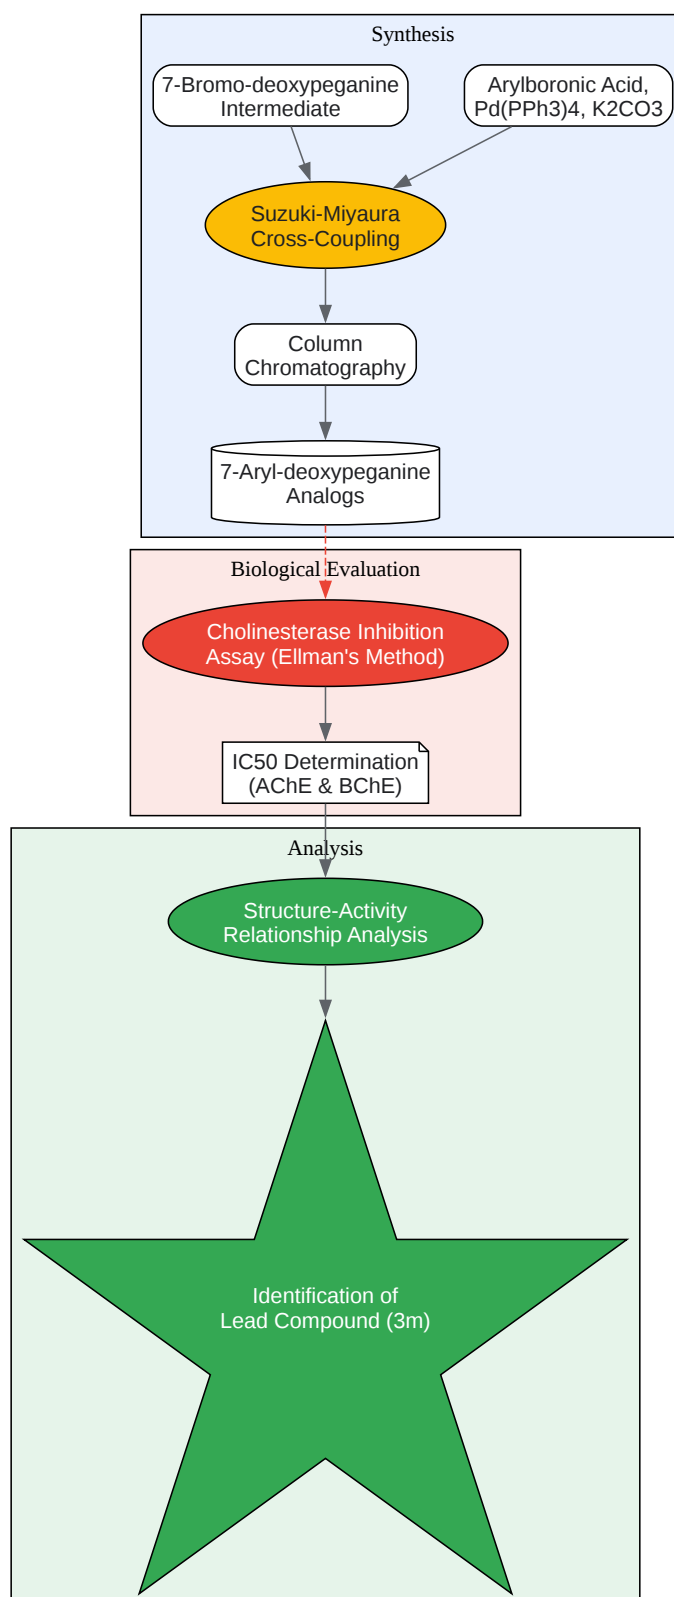 Synthesis
7-Bromo-deoxypeganine
Intermediate
Arylboronic Acid,
Pd(PPh3)4, K2CO3
Suzuki-Miyaura
Cross-Coupling
Column
Chromatography
7-Aryl-deoxypeganine
Analogs
Biological Evaluation
Cholinesterase Inhibition
Assay (Ellman's Method)
IC50 Determination
(AChE & BChE)
Analysis
Structure-Activity
Relationship Analysis
Identification of
Lead Compound (3m)